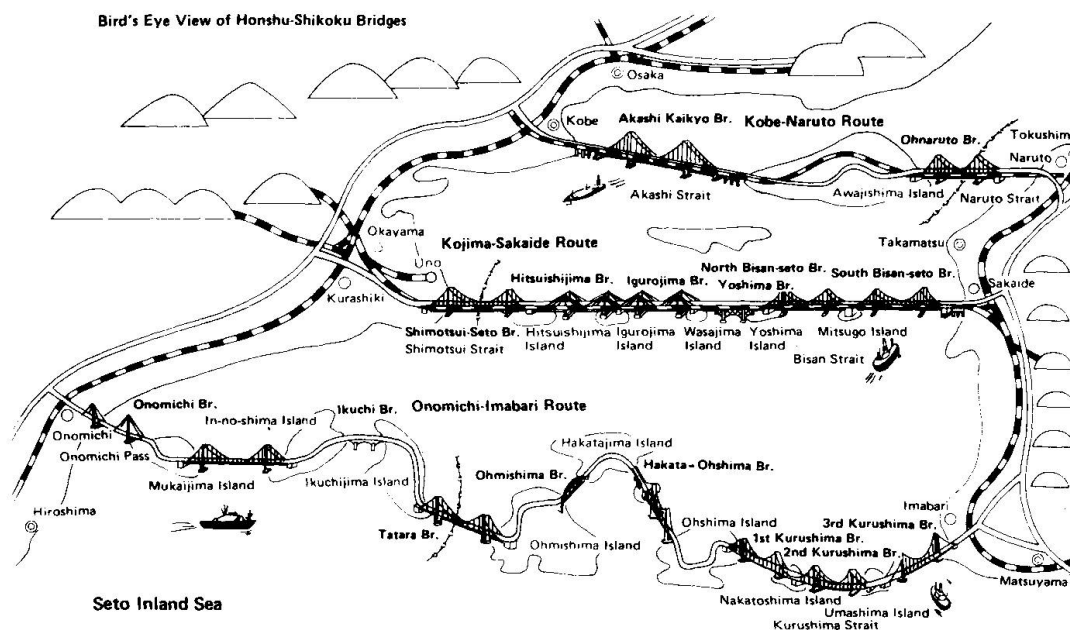 Bird's Eye View of Honshu-Shikoku Bridges
Osaka
Kobe
Akashi Kaikyo Br.
Kobe-Naruto Route
Ohnaruto Br.
Tokushim
Naruto
Akashi Strait
Awajishima Island
Naruto Strait
Okayama
Uno
Kojima-Sakaide Route
Takamatsu
Kurashiki
Hitsuishijima Br.
Igurojima Br.
North Bisan-seto Br.
Yoshima Br.
South Bisan-seto Br.
Sakaide
Shimotsui-Seto Br.
Shimotsui Strait
Hitsuishijima
Island
Igurojima
Island
Wasajima
Island
Yoshima
Island
Mitsugo Island
Bisan Strait
Onomichi Br.
In-no-shima Island
Ikuchi Br.
Onomichi-Imabari Route
Onomichi
Onomichi Pass
Mukaijima Island
Ikuchijima Island
Hakatajima Island
Ohmishima Br.
Hakata-Ohshima Br.
Hiroshima
Tatara Br.
Ohmishima Island
Ohshima Island
Imabari
3rd Kurushima Br.
1st Kurushima Br.
2nd Kurushima Br.
Matsuyama
Nakatoshima Island
Umashima Island
Kurushima Strait
Seto Inland Sea